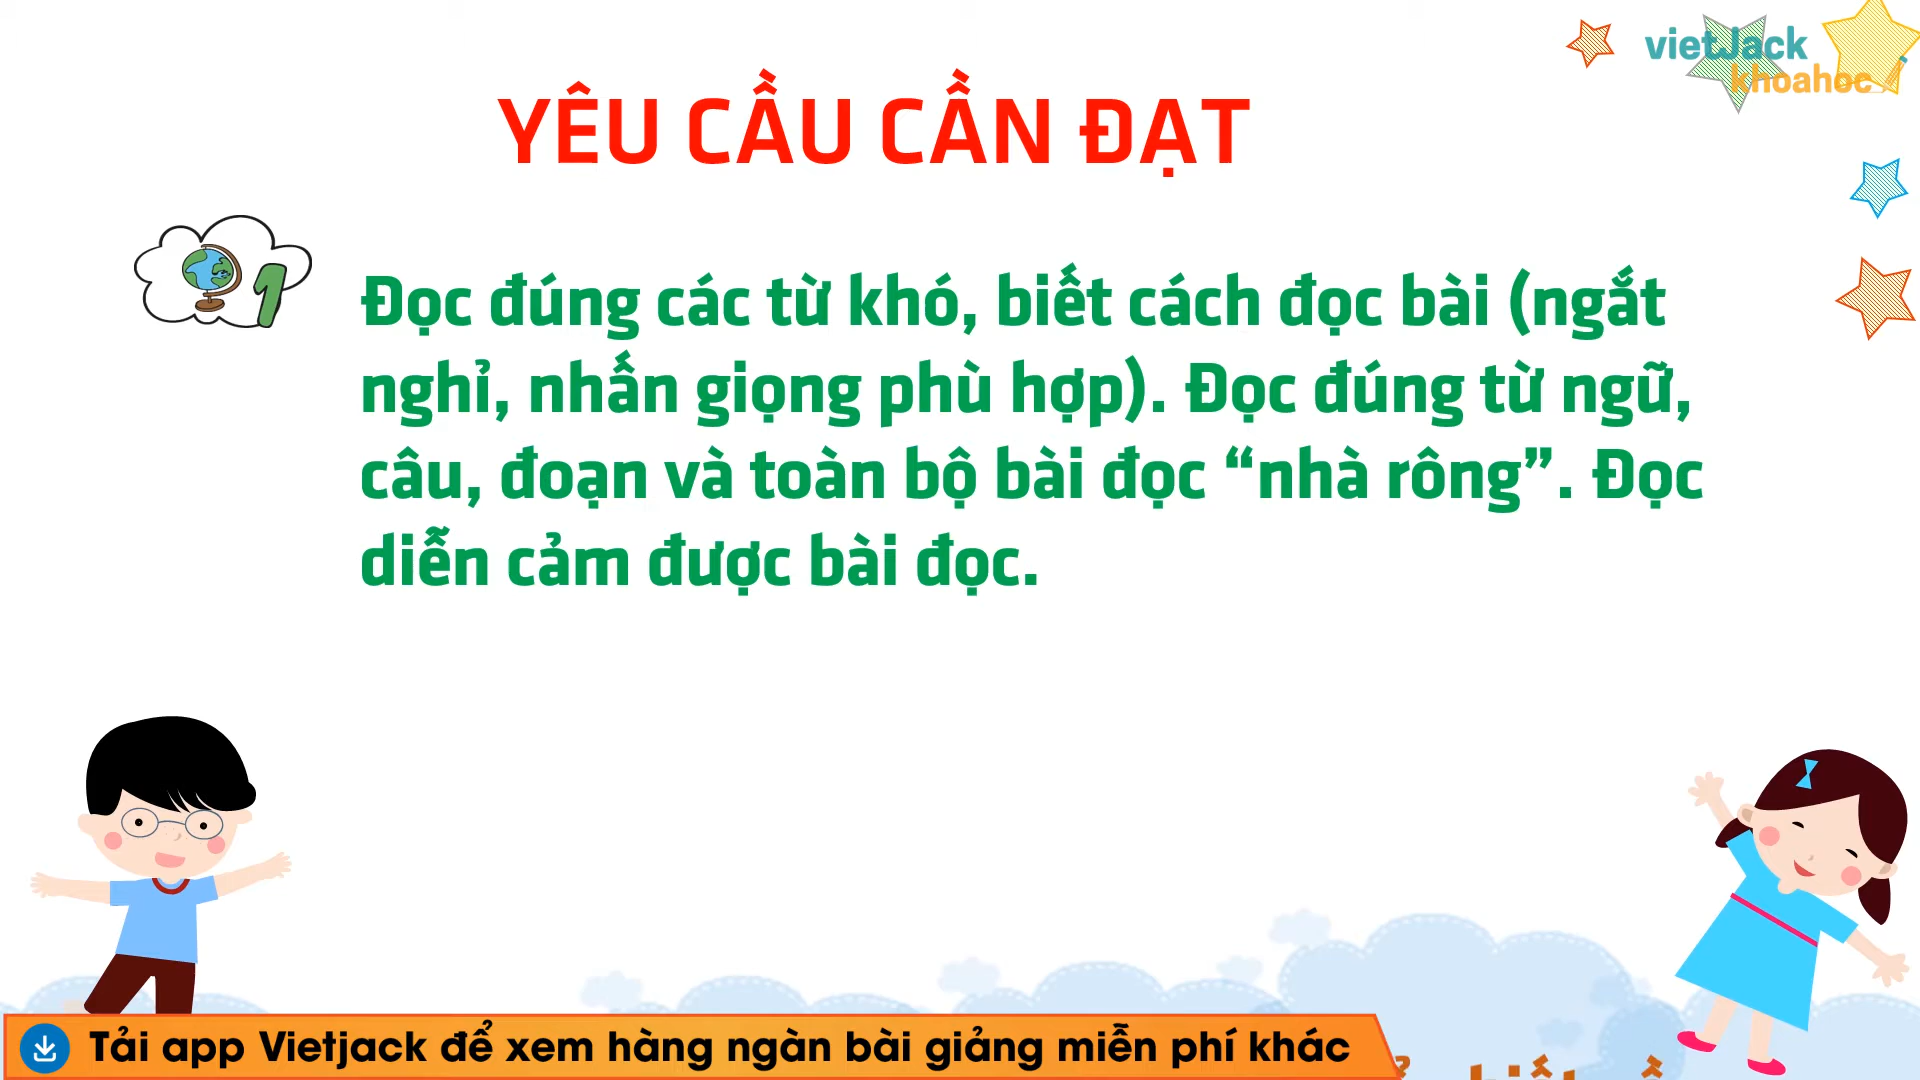 vietJack
khoahoc
YÊU CẦU CẦN ĐẠT
1
Đọc đúng các từ khó, biết cách đọc bài (ngắt
nghỉ, nhấn giọng phù hợp). Đọc đúng từ ngữ,
câu, đoạn và toàn bộ bài đọc “nhà rông”. Đọc
diễn cảm được bài đọc.
Tải app Vietjack để xem hàng ngàn bài giảng miễn phí khác